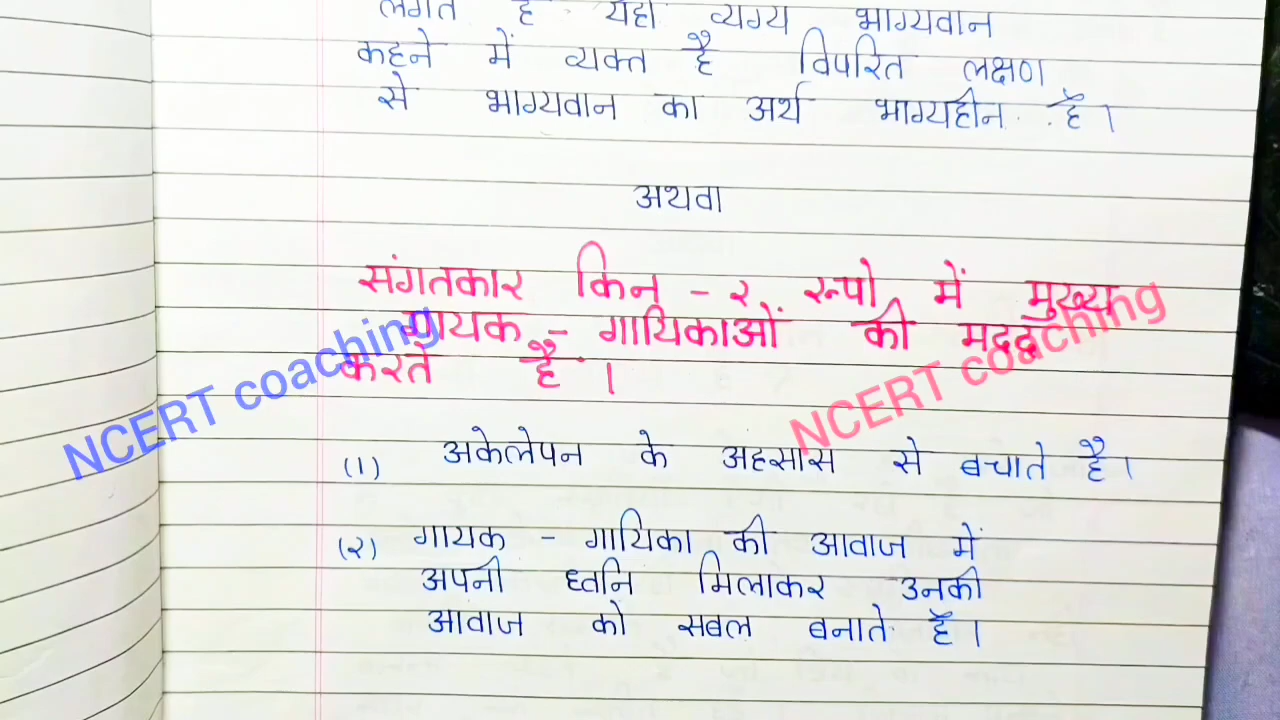 लगते है यहाँ व्यंग्य भाग्यवान
कहने में व्यक्त है विपरित लक्षणा
से भाग्यवान का अर्थ भाग्यहीन है।
अथवा
संगतकार किन - २ रुपो में मुख्य
गायक - गायिकाओं की मदद
करते है।
NCERT coaching
NCERT coaching
(1) अकेलेपन के अहसास से बचाते है।
(२) गायक - गायिका की आवाज में
अपनी ध्वनि मिलाकर उनकी
आवाज को सबल बनाते है।